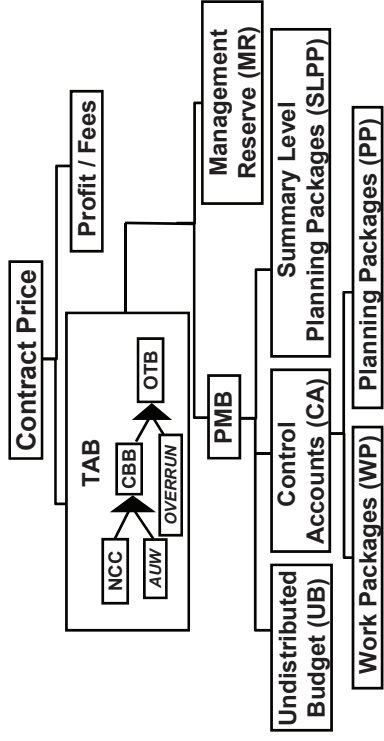 Contract Price
Profit / Fees
TAB
NCC
AUW
CBB
OVERRUN
OTB
Management
Reserve (MR)
PMB
Undistributed
Budget (UB)
Control
Accounts (CA)
Summary Level
Planning Packages (SLPP)
Work Packages (WP)
Planning Packages (PP)